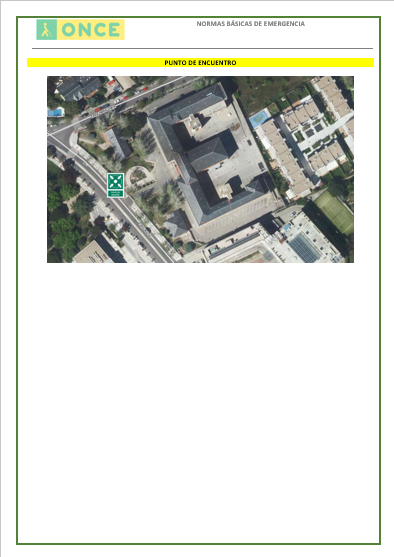 ONCE
NORMAS BÁSICAS DE EMERGENCIA
PUNTO DE ENCUENTRO